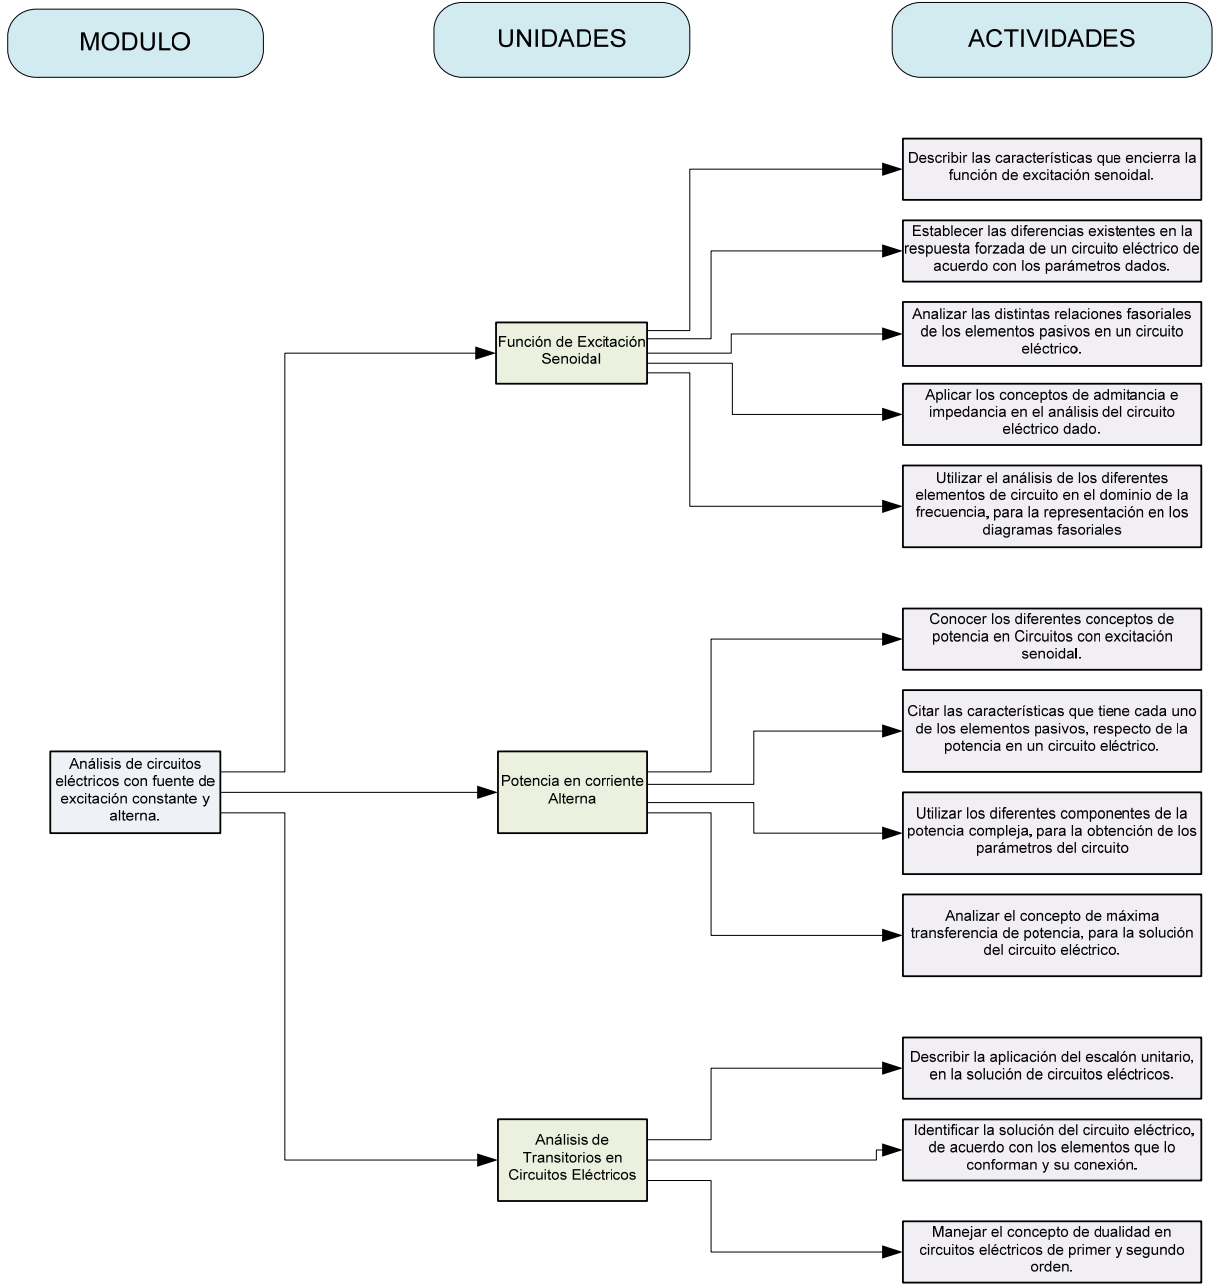 MODULO
UNIDADES
ACTIVIDADES
Describir las características que encierra la
función de excitación senoidal.
Establecer las diferencias existentes en la
respuesta forzada de un circuito eléctrico de
acuerdo con los parámetros dados.
Analizar las distintas relaciones fasoriales
de los elementos pasivos en un circuito
eléctrico.
Función de Excitación
Senoidal
Aplicar los conceptos de admitancia e
impedancia en el análisis del circuito
eléctrico dado.
Utilizar el análisis de los diferentes
elementos de circuito en el dominio de la
frecuencia, para la representación en los
diagramas fasoriales
Conocer los diferentes conceptos de
potencia en Circuitos con excitación
senoidal.
Citar las características que tiene cada uno
de los elementos pasivos, respecto de la
potencia en un circuito eléctrico.
Análisis de circuitos
eléctricos con fuente de
excitación constante y
alterna.
Potencia en corriente
Alterna
Utilizar los diferentes componentes de la
potencia compleja, para la obtención de los
parámetros del circuito
Analizar el concepto de máxima
transferencia de potencia, para la solución
del circuito eléctrico.
Describir la aplicación del escalón unitario,
en la solución de circuitos eléctricos.
Análisis de
Transitorios en
Circuitos Eléctricos
Identificar la solución del circuito eléctrico,
de acuerdo con los elementos que lo
conforman y su conexión.
Manejar el concepto de dualidad en
circuitos eléctricos de primer y segundo
orden.